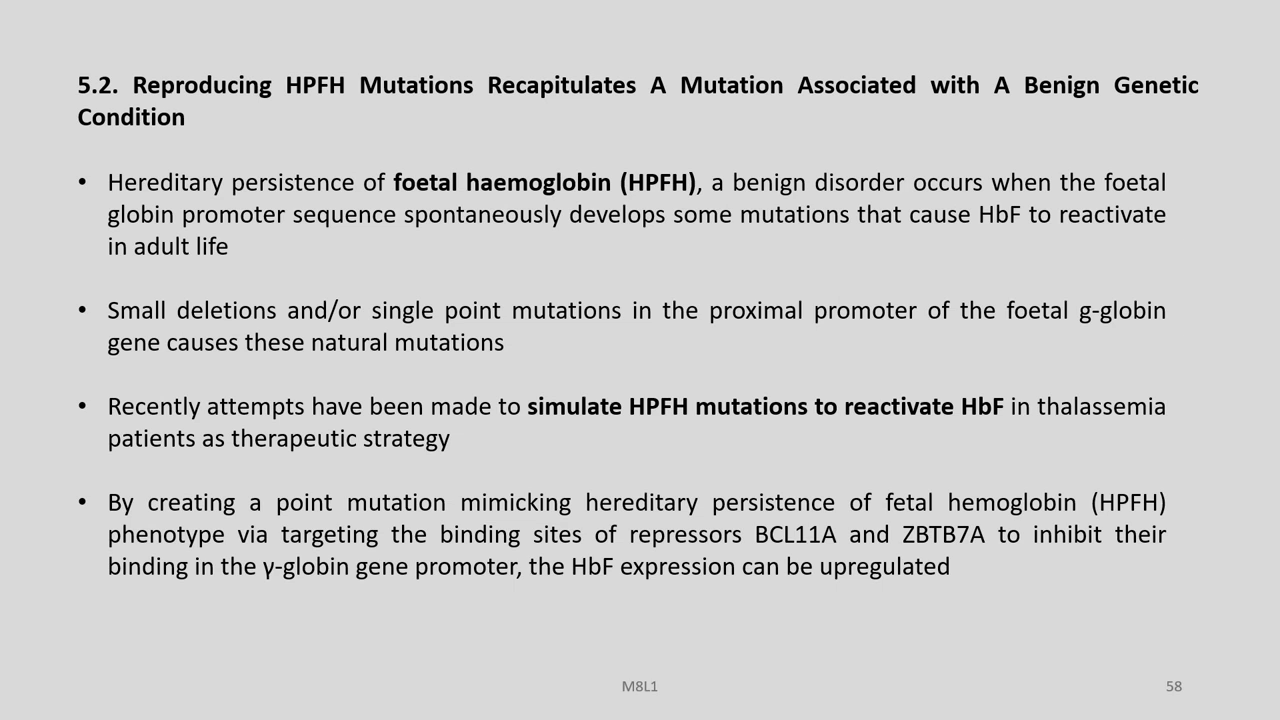 5.2. Reproducing HPFH Mutations Recapitulates A Mutation Associated with A Benign Genetic
Condition
• Hereditary persistence of foetal haemoglobin (HPFH), a benign disorder occurs when the foetal
globin promoter sequence spontaneously develops some mutations that cause HbF to reactivate
in adult life
• Small deletions and/or single point mutations in the proximal promoter of the foetal g-globin
gene causes these natural mutations
• Recently attempts have been made to simulate HPFH mutations to reactivate HbF in thalassemia
patients as therapeutic strategy
• By creating a point mutation mimicking hereditary persistence of fetal hemoglobin (HPFH)
phenotype via targeting the binding sites of repressors BCL11A and ZBTB7A to inhibit their
binding in the γ-globin gene promoter, the HbF expression can be upregulated
M8L1
58